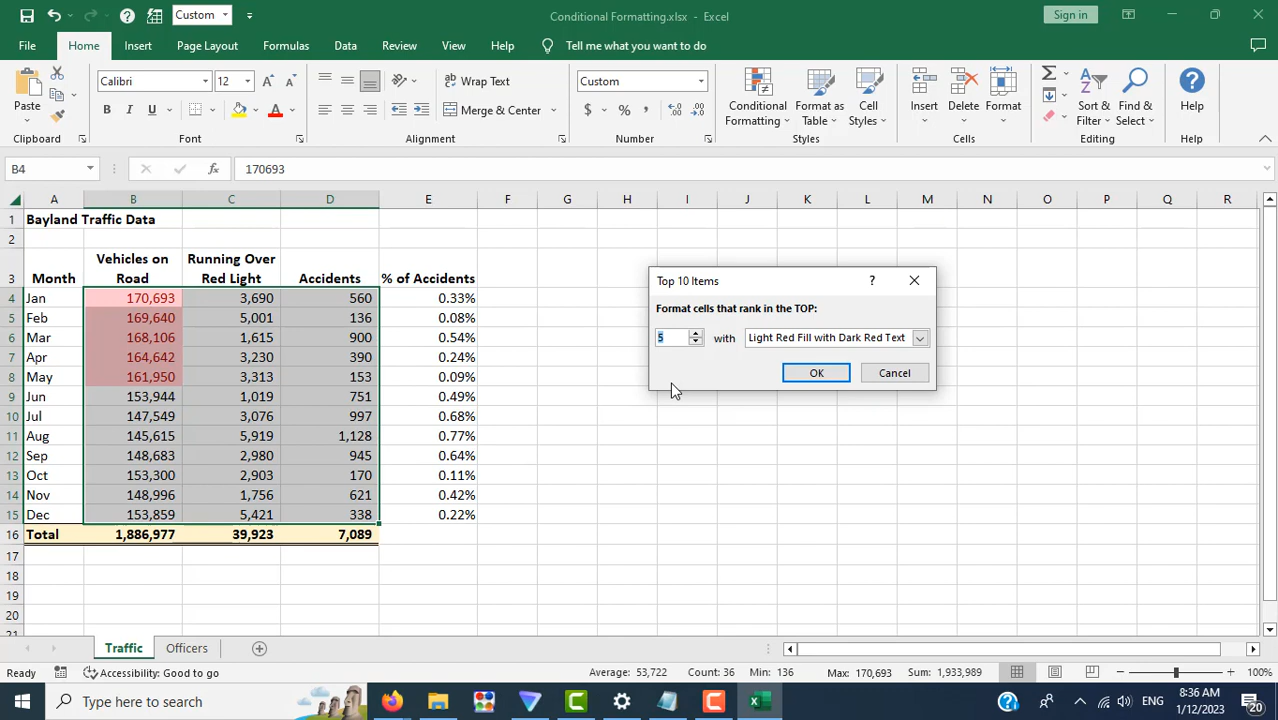 Custom
Conditional Formatting.xlsx - Excel
Sign in
File Home Insert Page Layout Formulas Data Review View Help Tell me what you want to do
Paste
Calibri 12
B I U
Wrap Text
Merge & Center
Custom
$ % ,
Conditional Formatting
Format as Table
Cell Styles
Insert
Delete
Format
Sort & Filter
Find & Select
Help
Clipboard Font Alignment Number Styles Cells Editing Help
B4 fx 170693
A B C D E F G H I J K L M N O P Q R
1 Bayland Traffic Data
2
3 Month Vehicles on Road Running Over Red Light Accidents % of Accidents
4 Jan 170,693 3,690 560 0.33%
5 Feb 169,640 5,001 136 0.08%
6 Mar 168,106 1,615 900 0.54%
7 Apr 164,642 3,230 390 0.24%
8 May 161,950 3,313 153 0.09%
9 Jun 153,944 1,019 751 0.49%
10 Jul 147,549 3,076 997 0.68%
11 Aug 145,615 5,919 1,128 0.77%
12 Sep 148,683 2,980 945 0.64%
13 Oct 153,300 2,903 170 0.11%
14 Nov 148,996 1,756 621 0.42%
15 Dec 153,859 5,421 338 0.22%
16 Total 1,886,977 39,923 7,089
17
18
19
20
21
Top 10 Items ?
Format cells that rank in the TOP:
5 with Light Red Fill with Dark Red Text
OK Cancel
Traffic Officers
Ready Accessibility: Good to go Average: 53,722 Count: 36 Min: 136 Max: 170,693 Sum: 1,933,989 100%
Type here to search
ENG
8:36 AM
1/12/2023
20